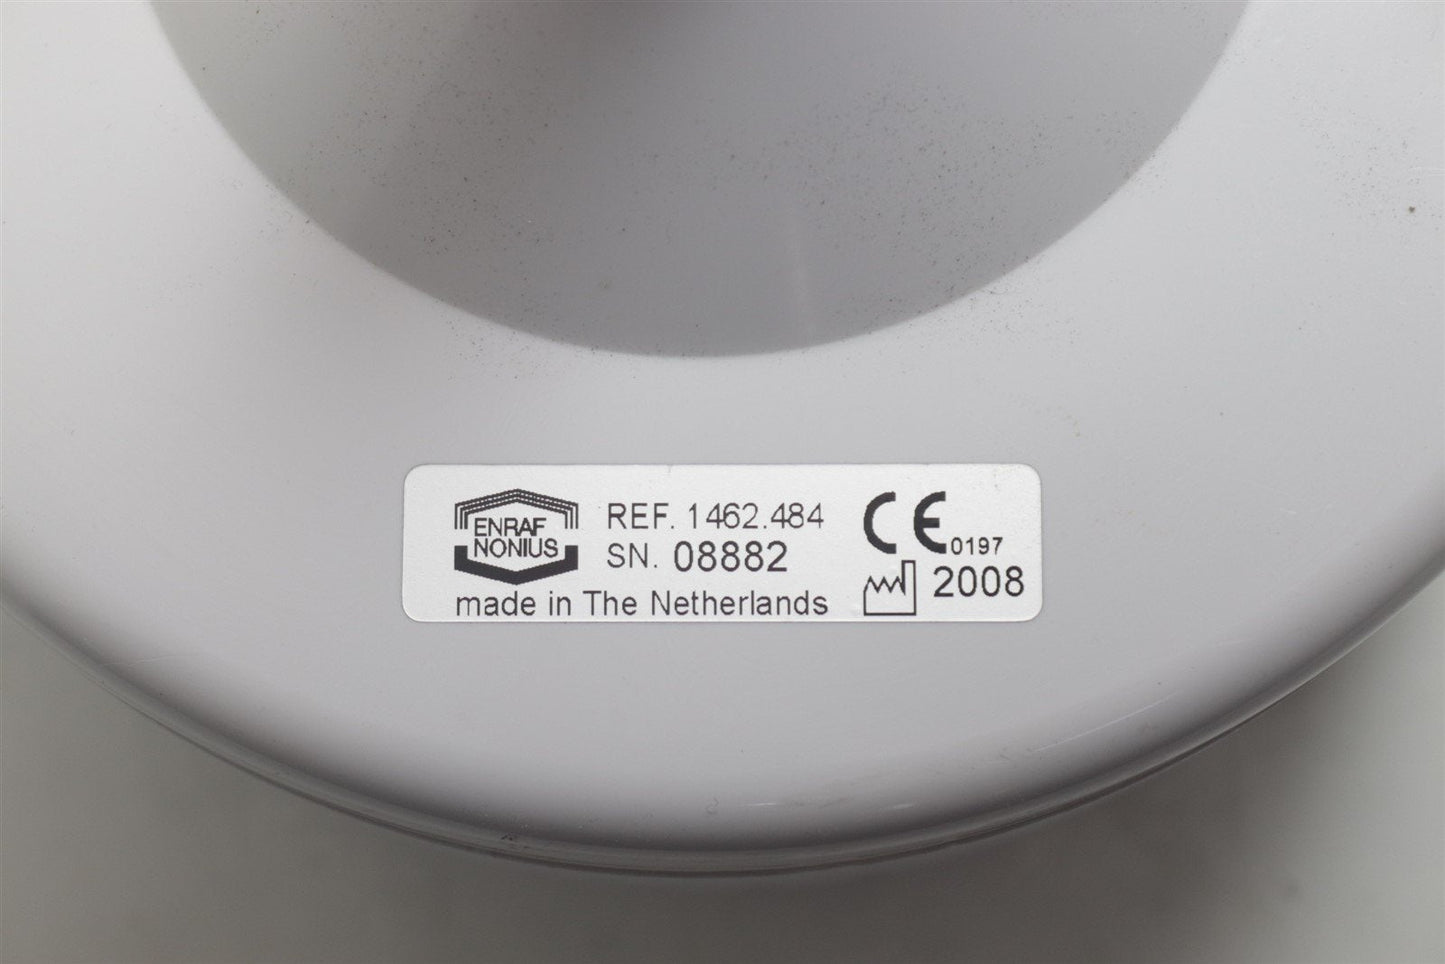 ENRAF
NONIUS
REF. 1462.484
SN. 08882
made in The Netherlands
CE 0197
2008